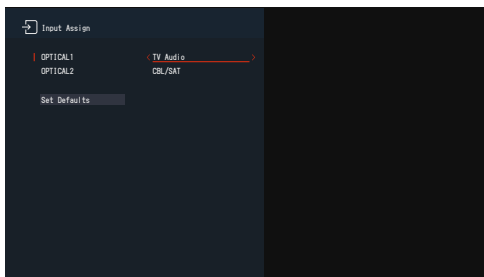 Input Assign
OPTICAL1 < TV Audio >
OPTICAL2 CBL/SAT
Set Defaults